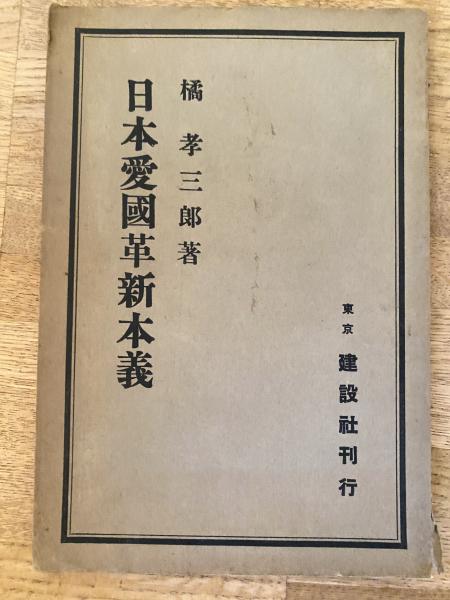 東京 建設社刊行
橘孝三郎著
日本愛國革新本義